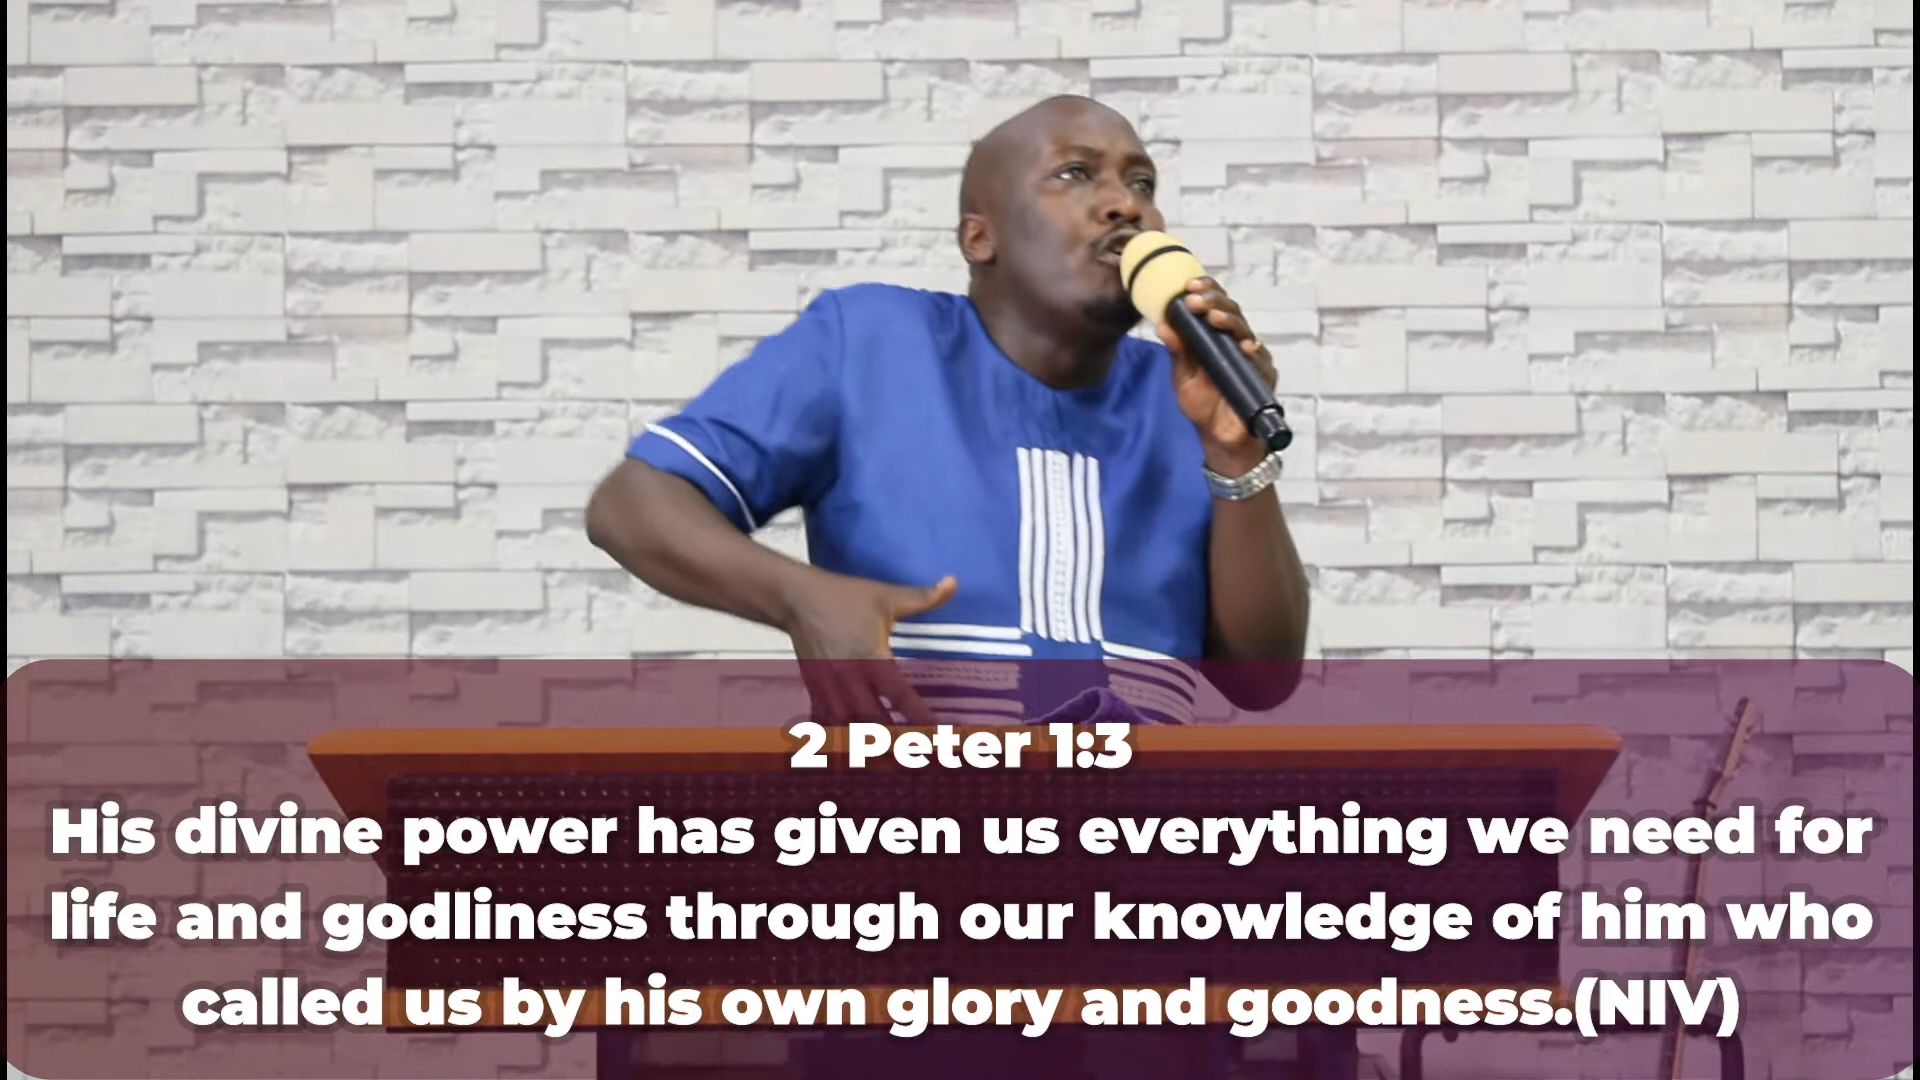 2 Peter 1:3
His divine power has given us everything we need for
life and godliness through our knowledge of him who
called us by his own glory and goodness.(NIV)